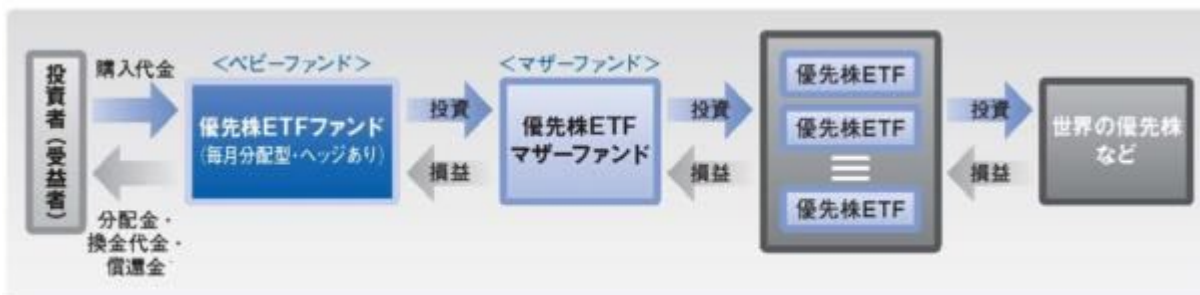 投資者（受益者）
購入代金
分配金・
換金代金・
償還金
＜ベビーファンド＞
優先株ETFファンド
（毎月分配型・ヘッジあり）
投資
損益
＜マザーファンド＞
優先株ETF
マザーファンド
投資
損益
優先株ETF
優先株ETF
優先株ETF
投資
損益
世界の優先株
など